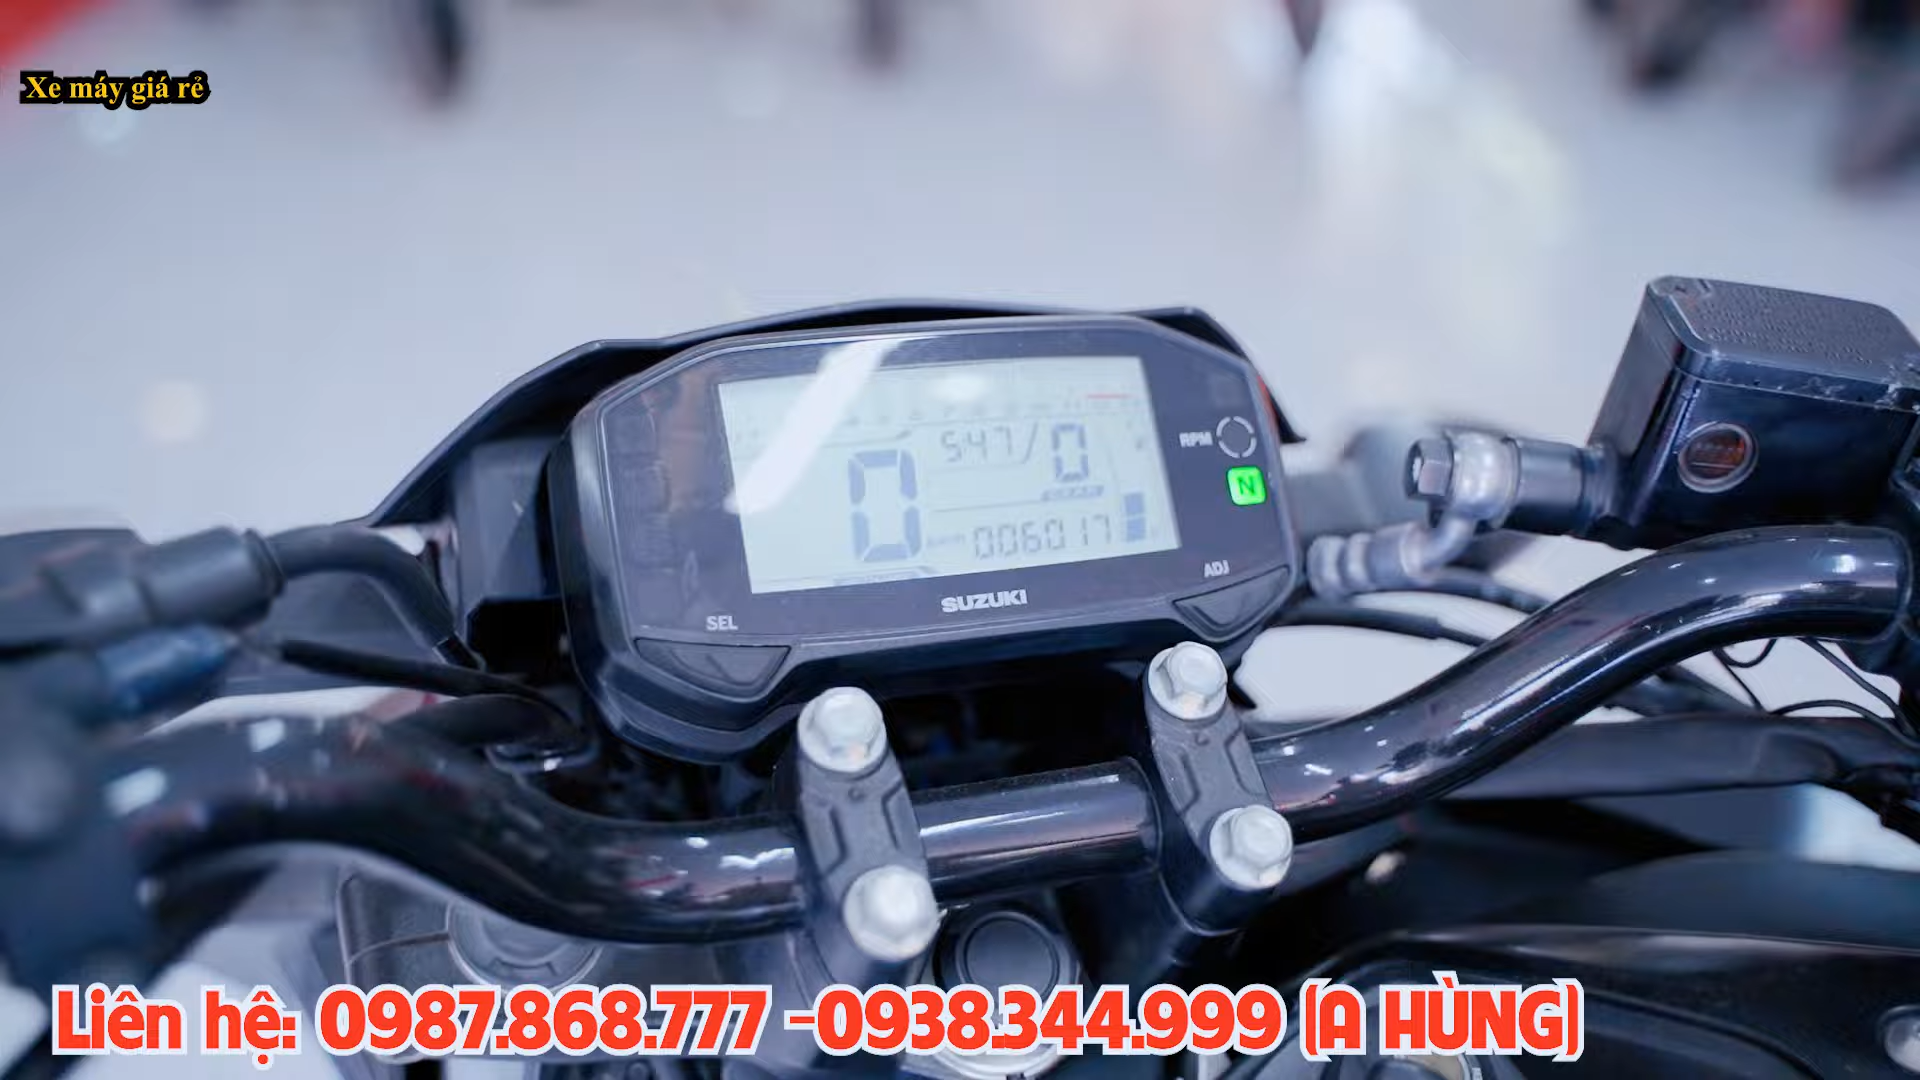 Xe máy giá rẻ
5:47/0
0
006017
RPM
N
ADJ
SEL
SUZUKI
Liên hệ: 0987.868.777 -0938.344.999 (A HÙNG)